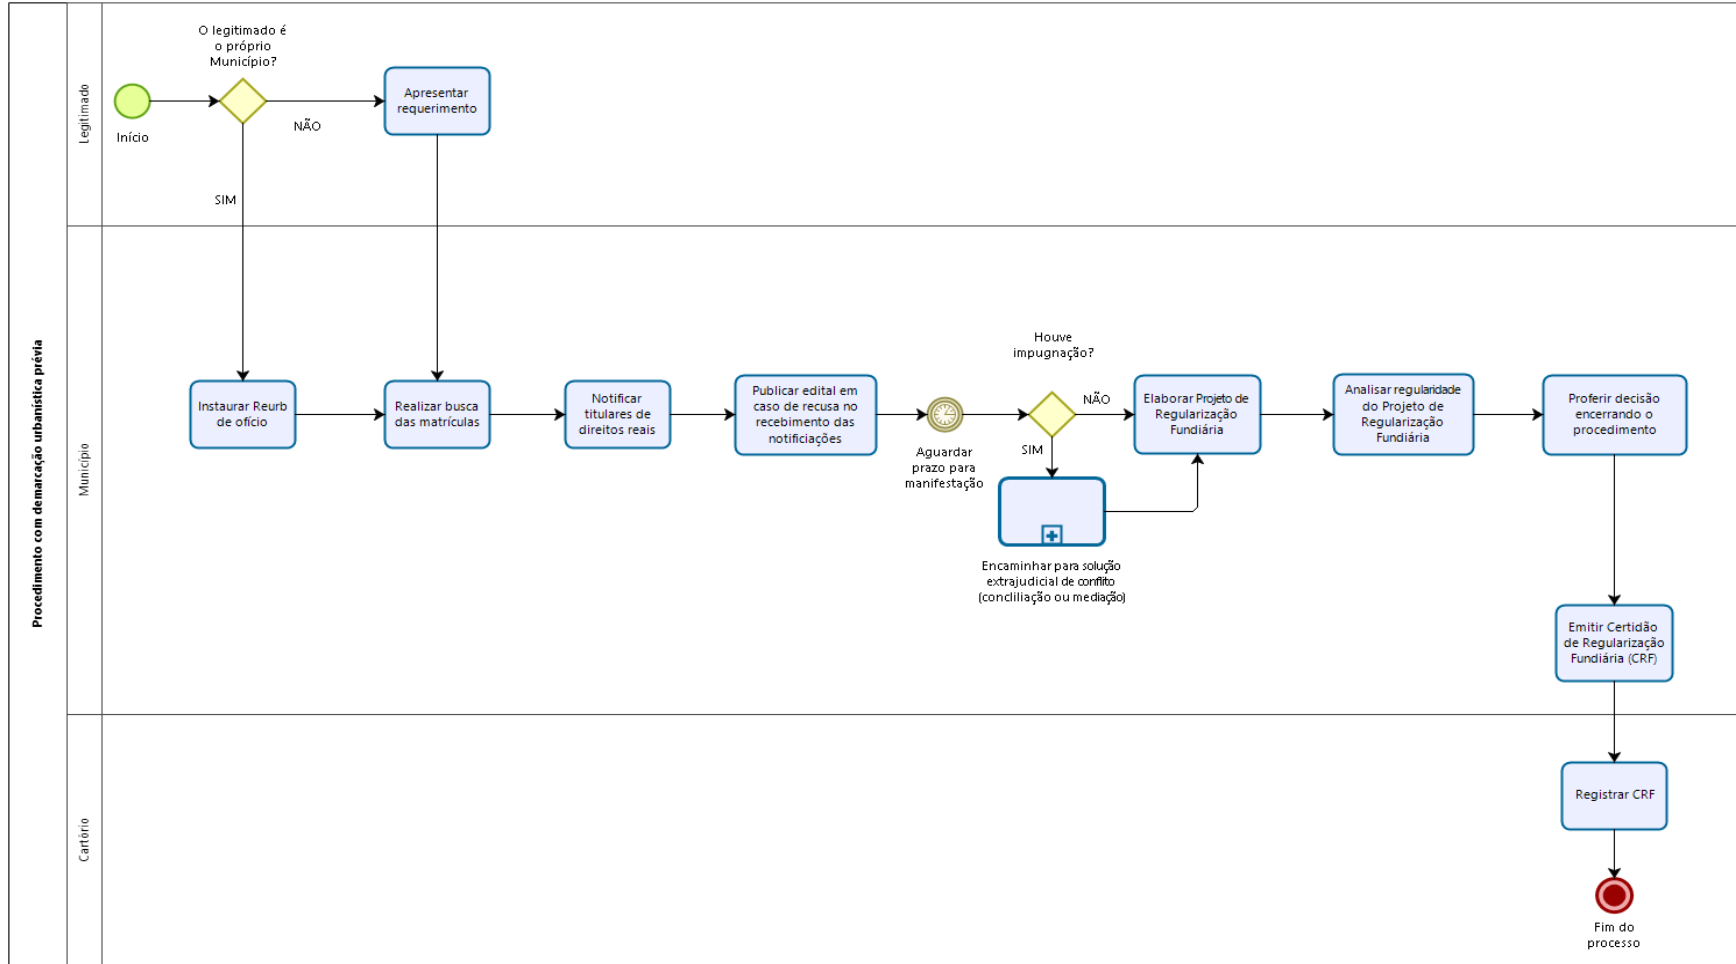 Procedimento com demarcação urbanística prévia
Legitimado
O legitimado é
o próprio
Município?
Início
NÃO
SIM
Apresentar
requerimento
Município
Instaurar Reurb
de ofício
Realizar busca
das matrículas
Notificar
titulares de
direitos reais
Publicar edital em
caso de recusa no
recebimento das
notificiações
Aguardar
prazo para
manifestação
Houve
impugnação?
NÃO
SIM
Encaminhar para solução
extrajudicial de conflito
(concliliação ou mediação)
Elaborar Projeto de
Regularização
Fundiária
Analisar regularidade
do Projeto de
Regularização
Fundiária
Proferir decisão
encerrando o
procedimento
Emitir Certidão
de Regularização
Fundiária (CRF)
Cartório
Registrar CRF
Fim do
processo